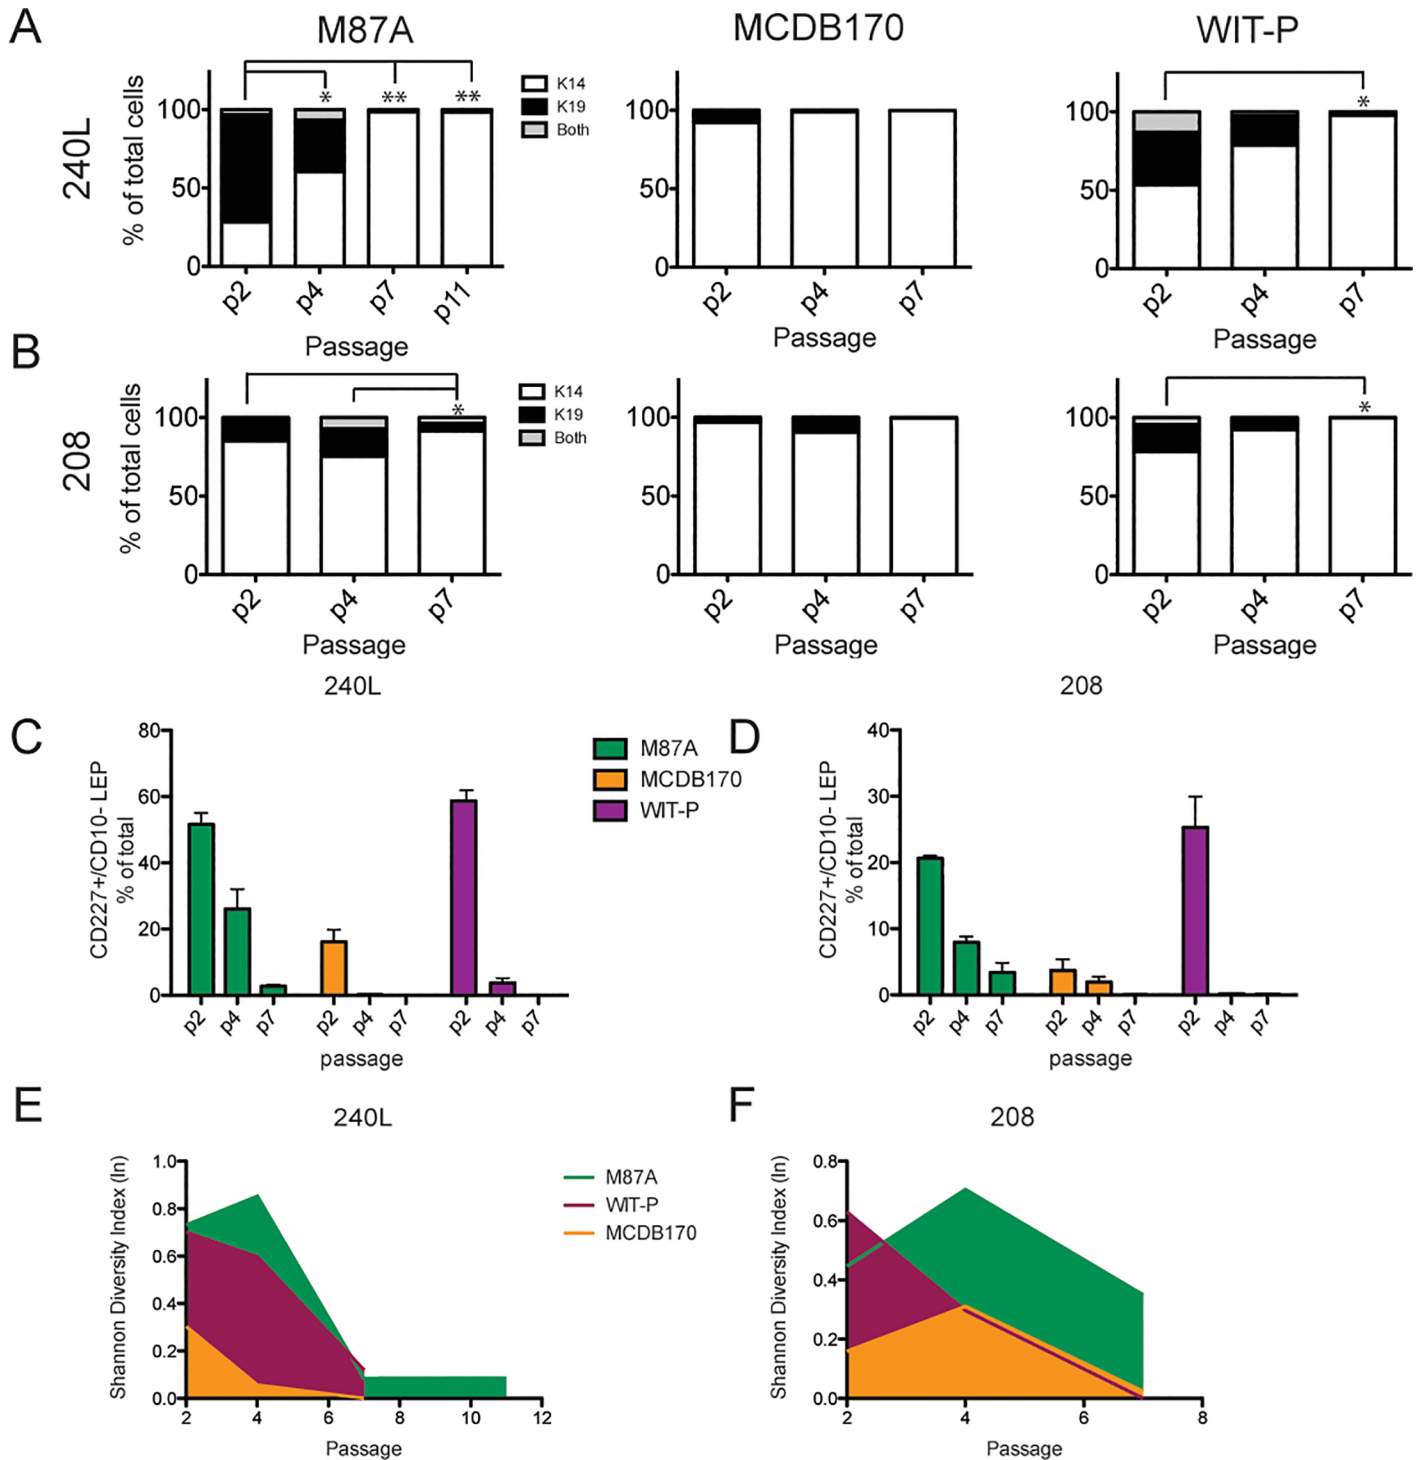 A
M87A
MCDB170
WIT-P
240L
% of total cells
100
50
0
* ** **
K14
K19
Both
p2 p4 p7 p11
Passage
100
50
0
p2 p4 p7
Passage
100
50
0
*
p2 p4 p7
Passage
B
208
% of total cells
100
50
0
*
K14
K19
Both
p2 p4 p7
Passage
100
50
0
p2 p4 p7
Passage
100
50
0
*
p2 p4 p7
Passage
C
240L
CD227+/CD10- LEP
% of total
80
60
40
20
0
p2 p4 p7 p2 p4 p7 p2 p4 p7
passage
M87A
MCDB170
WIT-P
D
208
CD227+/CD10- LEP
% of total
40
30
20
10
0
p2 p4 p7 p2 p4 p7 p2 p4 p7
passage
E
240L
Shannon Diversity Index (ln)
1.0
0.8
0.6
0.4
0.2
0.0
2 4 6 8 10 12
Passage
M87A
WIT-P
MCDB170
F
208
Shannon Diversity Index (ln)
0.8
0.6
0.4
0.2
0.0
2 4 6 8
Passage